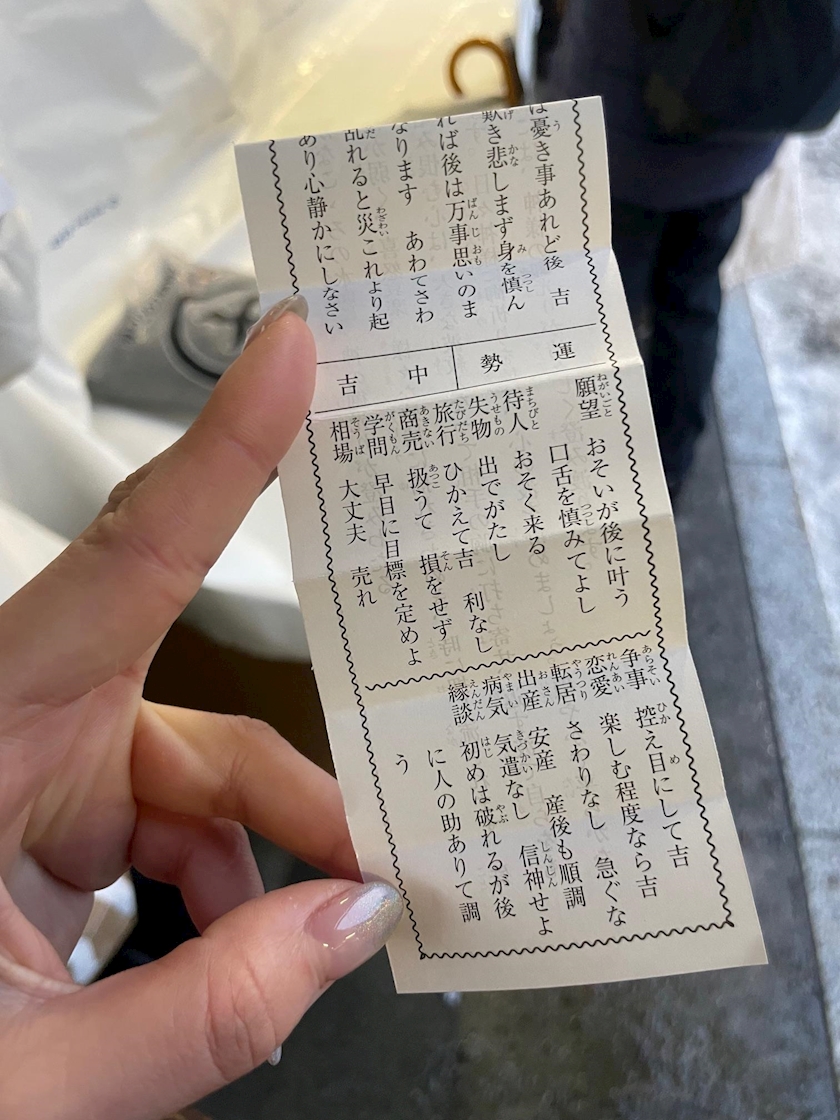 は憂き事あれど後 吉
歎き悲しまず身を慎ん
れば後は万事思いのま
なります あわてさわ
乱れると災これより起
あり心静かにしなさい
運勢
中吉
願望 おそいが後に叶う
口舌を慎みてよし
待人 おそく来る
失物 出でがたし
旅行 ひかえて吉 利なし
商売 扱うて 損をせず
学問 早目に目標を定めよ
相場 大丈夫 売れ
争事 控え目にして吉
恋愛 楽しむ程度なら吉
転居 さわりなし 急ぐな
出産 安産 産後も順調
病気 気遣なし 信神せよ
縁談 初めは破れるが後
に人の助ありて調
う